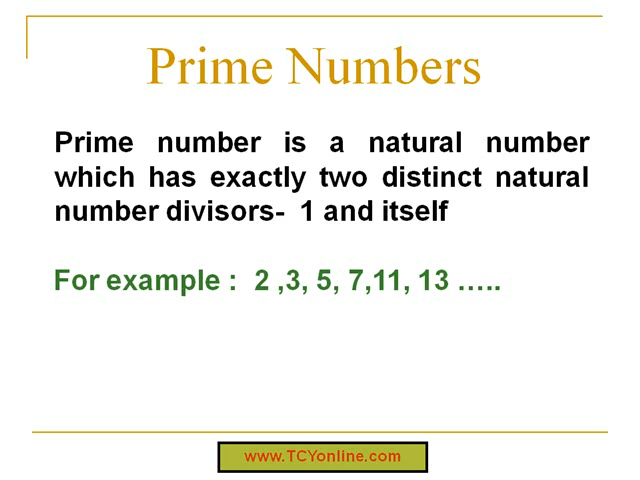 Prime Numbers
Prime number is a natural number
which has exactly two distinct natural
number divisors-  1 and itself
For example :  2 ,3, 5, 7,11, 13 …..
www.TCYonline.com